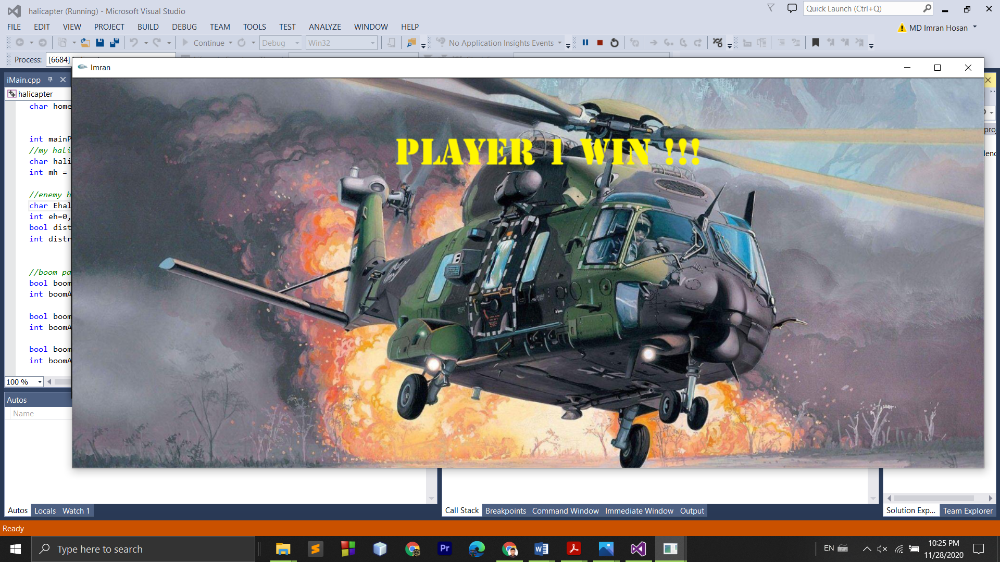 halicapter (Running) - Microsoft Visual Studio
Quick Launch (Ctrl+Q)
FILE EDIT VIEW PROJECT BUILD DEBUG TEAM TOOLS TEST ANALYZE WINDOW HELP
MD Imran Hosan
Continue Debug Win32 No Application Insights Events
Process: [6684]
Imran
iMain.cpp
halicapter
char home
int mainP
//my hali
char hali
int mh =
//enemy h
char Ehal
int eh=0,
bool dist
int distr
//boom pa
bool boom
int boomA
bool boom
int boomA
bool boom
int boomA
PLAYER 1 WIN !!!
100 %
Autos
Name
Autos Locals Watch 1
Call Stack Breakpoints Command Window Immediate Window Output
Solution Exp... Team Explorer
Ready
Type here to search
EN
10:25 PM
11/28/2020